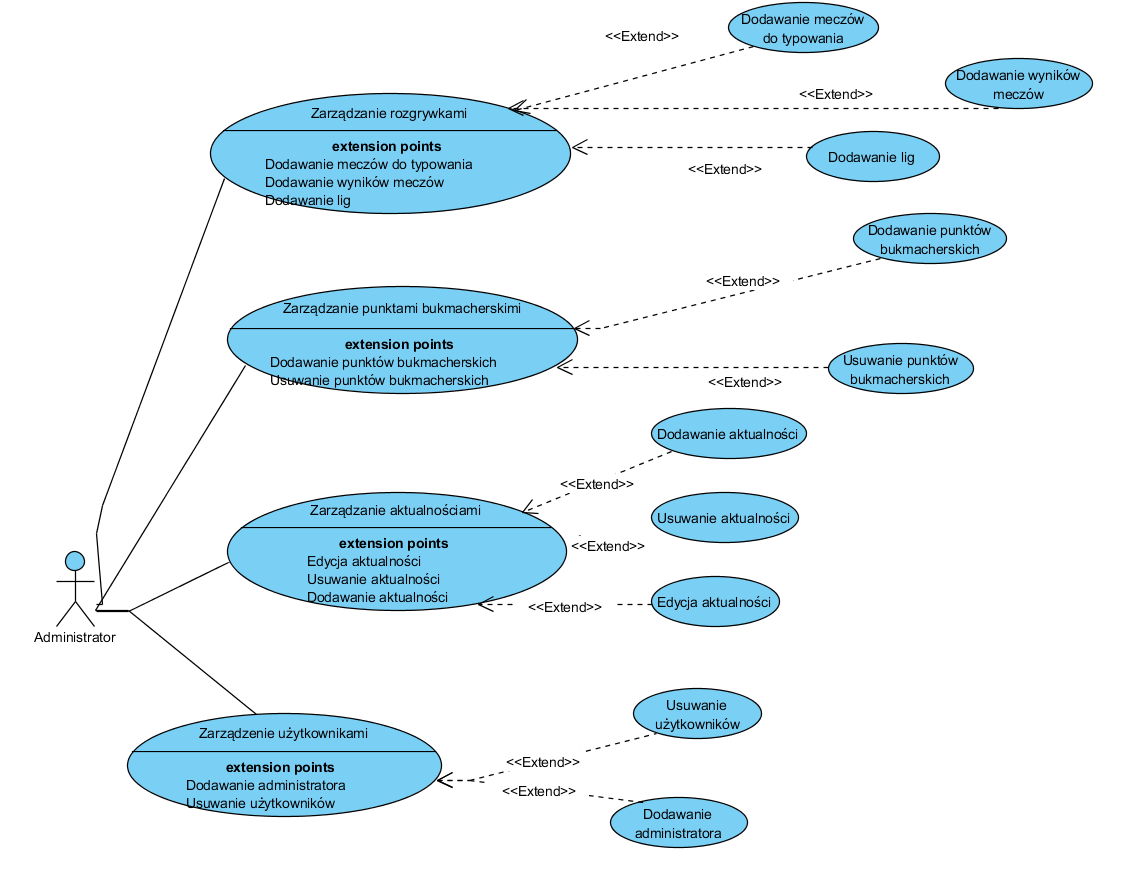 Dodawanie meczów
do typowania
<<Extend>>
Dodawanie wyników
meczów
<<Extend>>
Zarządzanie rozgrywkami
extension points
Dodawanie meczów do typowania
Dodawanie wyników meczów
Dodawanie lig
Dodawanie lig
<<Extend>>
Dodawanie punktów
bukmacherskich
<<Extend>>
Zarządzanie punktami bukmacherskimi
extension points
Dodawanie punktów bukmacherskich
Usuwanie punktów bukmacherskich
Usuwanie punktów
bukmacherskich
<<Extend>>
Dodawanie aktualności
<<Extend>>
Zarządzanie aktualnościami
extension points
Edycja aktualności
Usuwanie aktualności
Dodawanie aktualności
Usuwanie aktualności
<<Extend>>
Edycja aktualności
<<Extend>>
Administrator
Usuwanie
użytkowników
<<Extend>>
Zarządzenie użytkownikami
extension points
Dodawanie administratora
Usuwanie użytkowników
<<Extend>>
Dodawanie
administratora